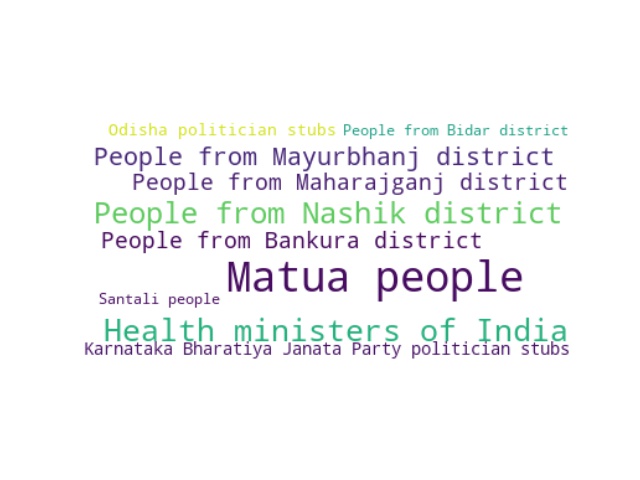 Odisha politician stubs People from Bidar district
People from Mayurbhanj district
People from Maharajganj district
People from Nashik district
People from Bankura district
Matua people
Santali people
Health ministers of India
Karnataka Bharatiya Janata Party politician stubs